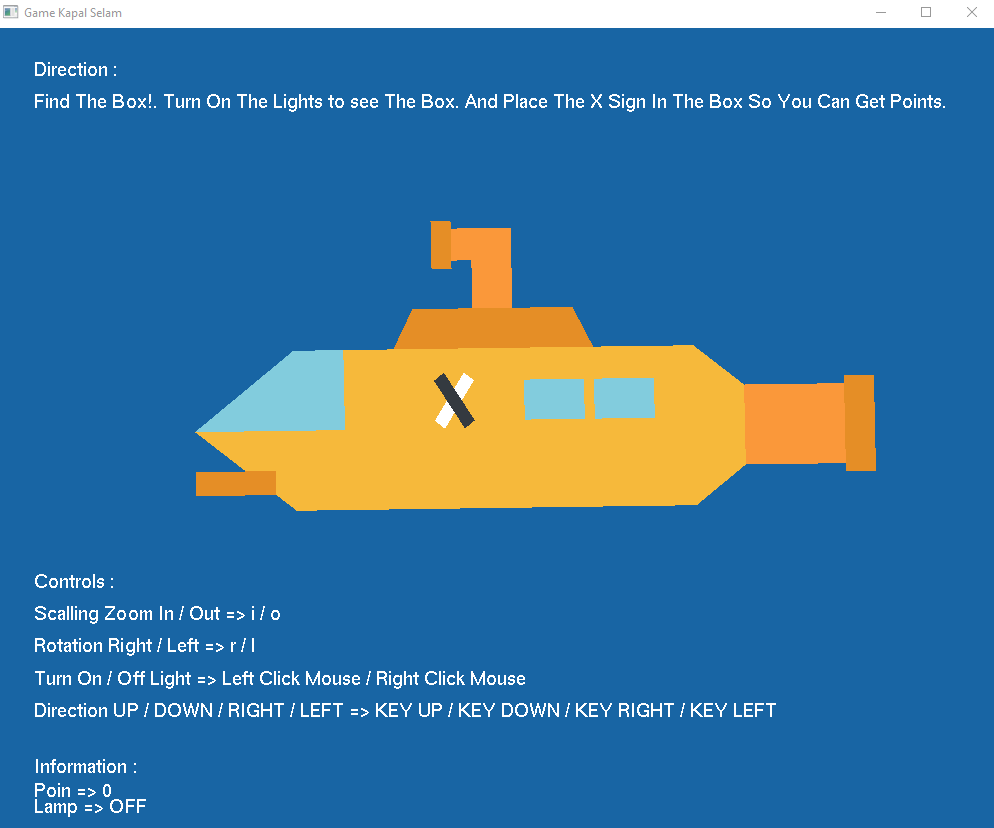 Game Kapal Selam
Direction :
Find The Box!. Turn On The Lights to see The Box. And Place The X Sign In The Box So You Can Get Points.
Controls :
Scalling Zoom In / Out => i / o
Rotation Right / Left => r / l
Turn On / Off Light => Left Click Mouse / Right Click Mouse
Direction UP / DOWN / RIGHT / LEFT => KEY UP / KEY DOWN / KEY RIGHT / KEY LEFT
Information :
Poin => 0
Lamp => OFF